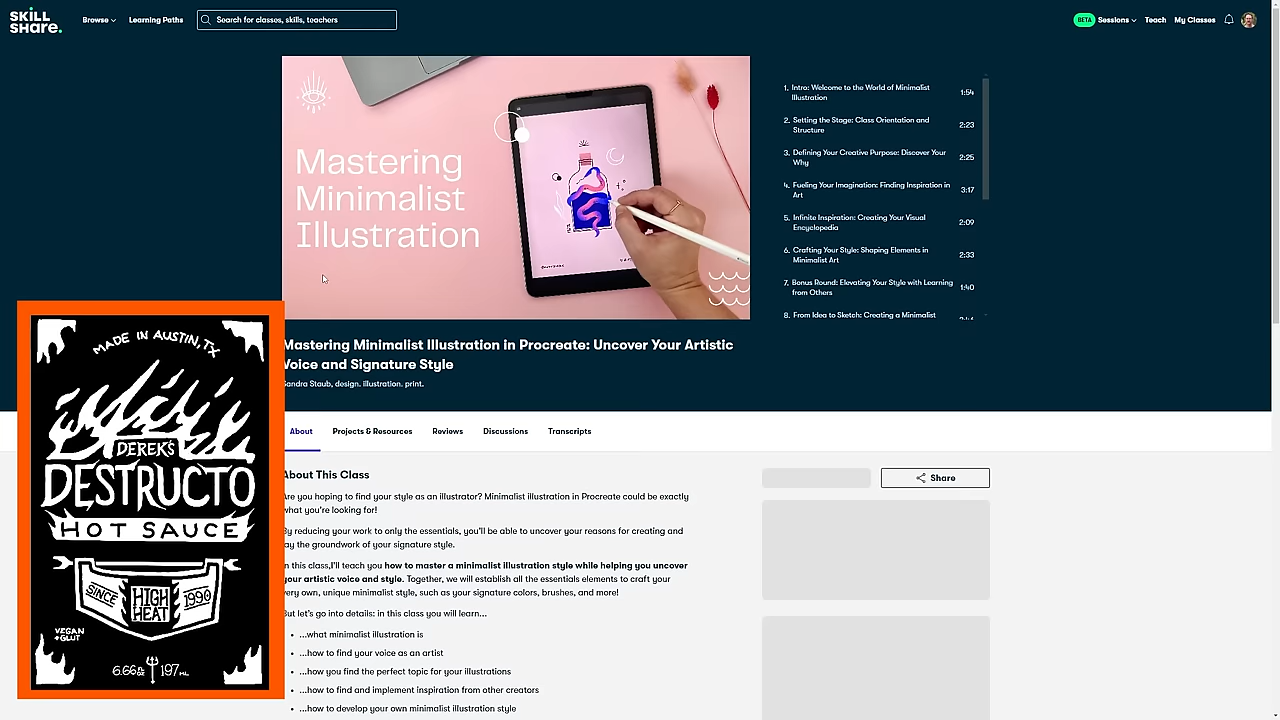 SKILL
SHARE.
Browse
Learning Paths
Search for classes, skills, teachers
BETA
Sessions
Teach
My Classes
Mastering
Minimalist
Illustration
1. Intro: Welcome to the World of Minimalist
Illustration
1:54
2. Setting the Stage: Class Orientation and
Structure
2:23
3. Defining Your Creative Purpose: Discover Your
Why
2:25
4. Fueling Your Imagination: Finding Inspiration in
Art
3:17
5. Infinite Inspiration: Creating Your Visual
Encyclopedia
2:09
6. Crafting Your Style: Shaping Elements in
Minimalist Art
2:33
7. Bonus Round: Elevating Your Style with Learning
from Others
1:40
8. From Idea to Sketch: Creating a Minimalist
Mastering Minimalist Illustration in Procreate: Uncover Your Artistic
Voice and Signature Style
Sandra Staub, design. illustration. print.
About
Projects & Resources
Reviews
Discussions
Transcripts
About This Class
Share
Are you hoping to find your style as an illustrator? Minimalist illustration in Procreate could be exactly
what you're looking for!
By reducing your work to only the essentials, you'll be able to uncover your reasons for creating and
lay the groundwork of your signature style.
In this class,I'll teach you how to master a minimalist illustration style while helping you uncover
your artistic voice and style. Together, we will establish all the essentials elements to craft your
very own, unique minimalist style, such as your signature colors, brushes, and more!
But let's go into details: in this class you will learn...
...what minimalist illustration is
...how to find your voice as an artist
...how you find the perfect topic for your illustrations
...how to find and implement inspiration from other creators
...how to develop your own minimalist illustration style
MADE IN AUSTIN, TX
DEREK'S
DESTRUCTO
HOT SAUCE
SINCE
HIGH
HEAT
1990
VEGAN
+GLUT
6.66 fl oz
197 ML